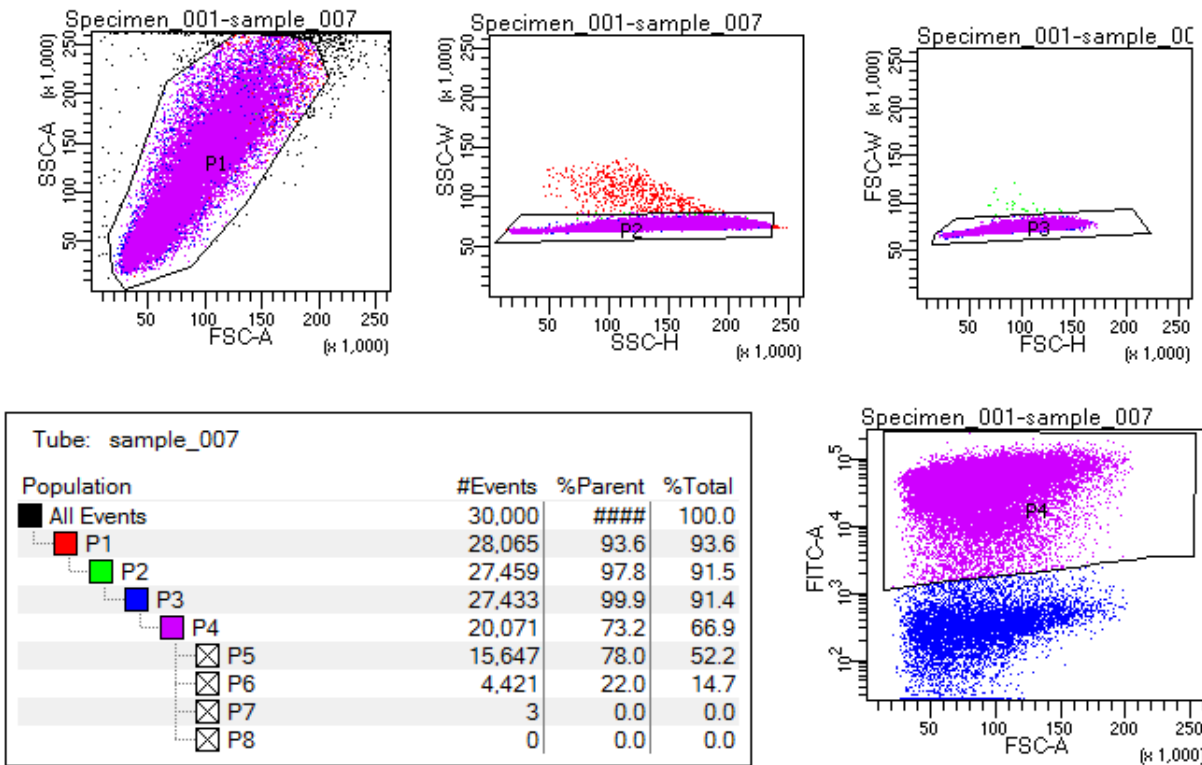 Specimen_001-sample_007
SSC-A
(x 1,000)
50 100 150 200 250
P1
50 100 150 200 250
FSC-A
(x 1,000)
Specimen_001-sample_007
SSC-W
(x 1,000)
50 100 150 200 250
P2
50 100 150 200 250
SSC-H
(x 1,000)
Specimen_001-sample_00
FSC-W
(x 1,000)
50 100 150 200 250
P3
50 100 150 200 250
FSC-H
(x 1,000)
Tube: sample_007
Population #Events %Parent %Total
All Events 30,000 #### 100.0
P1 28,065 93.6 93.6
P2 27,459 97.8 91.5
P3 27,433 99.9 91.4
P4 20,071 73.2 66.9
P5 15,647 78.0 52.2
P6 4,421 22.0 14.7
P7 3 0.0 0.0
P8 0 0.0 0.0
Specimen_001-sample_007
FITC-A
10^2 10^3 10^4 10^5
P4
50 100 150 200 250
FSC-A
(x 1,000)